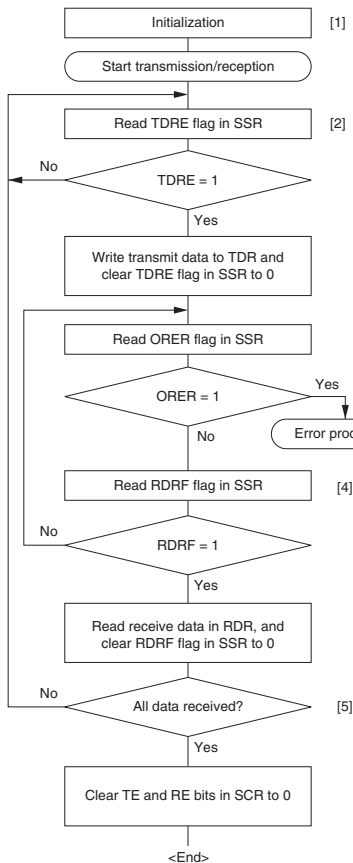 Initialization [1]
Start transmission/reception
Read TDRE flag in SSR [2]
No
TDRE = 1
Yes
Write transmit data to TDR and
clear TDRE flag in SSR to 0
Read ORER flag in SSR
Yes
ORER = 1
No
Error
Read RDRF flag in SSR [4]
No
RDRF = 1
Yes
Read receive data in RDR, and
clear RDRF flag in SSR to 0
No
All data received? [5]
Yes
Clear TE and RE bits in SCR to 0
<End>